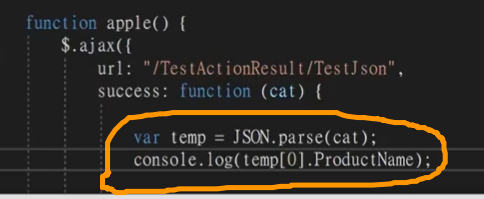 function apple() {
$.ajax({
url: "/TestActionResult/TestJson",
success: function (cat) {
var temp = JSON.parse(cat);
console.log(temp[0].ProductName);